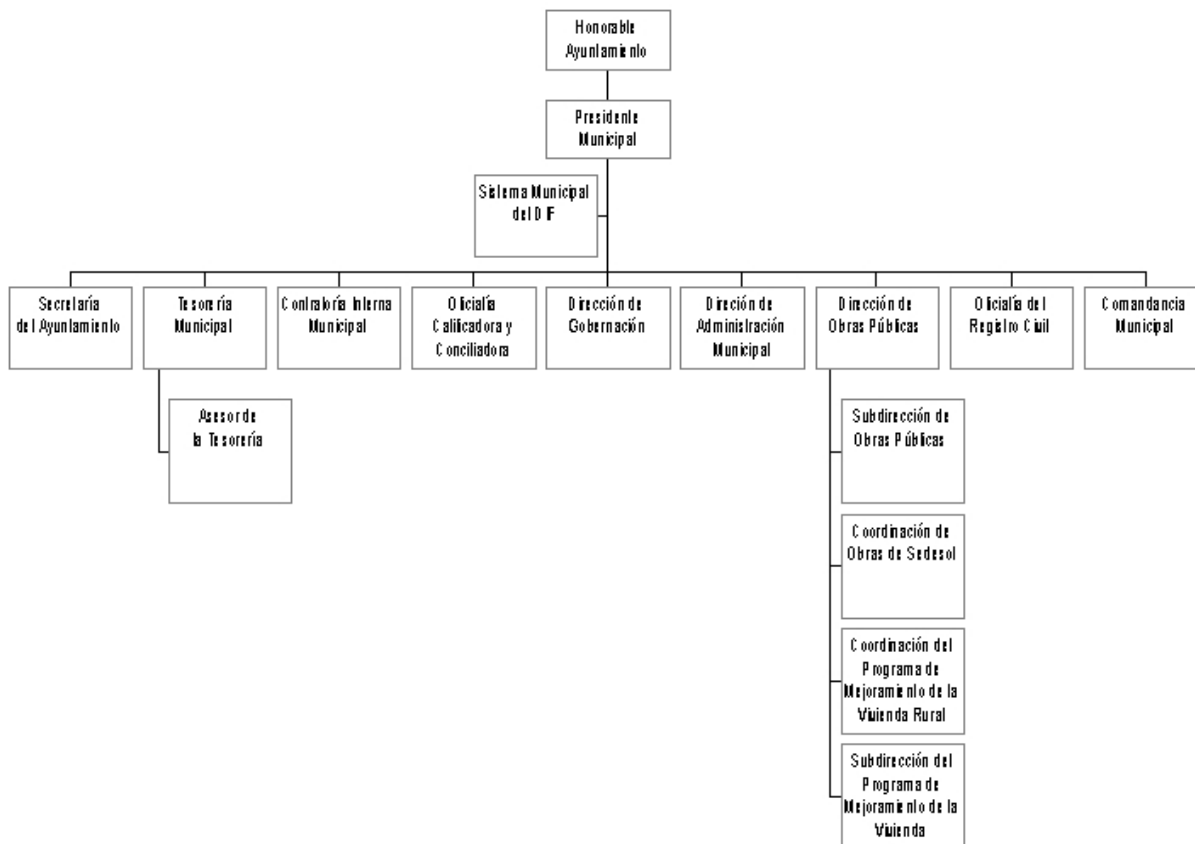 Honorable
Ayuntamiento
Presidente
Municipal
Sistema Municipal
del DIF
Secretaría
del Ayuntamiento
Tesorería
Municipal
Contraloría Interna
Municipal
Oficialía
Calificadora y
Conciliadora
Dirección de
Gobernación
Direción de
Administración
Municipal
Dirección de
Obras Públicas
Oficialía del
Registro Civil
Comandancia
Municipal
Asesor de
la Tesorería
Subdirección de
Obras Públicas
Coordinación de
Obras de Sedesol
Coordinación del
Programa de
Mejoramiento de la
Vivienda Rural
Subdirección del
Programa de
Mejoramiento de la
Vivienda